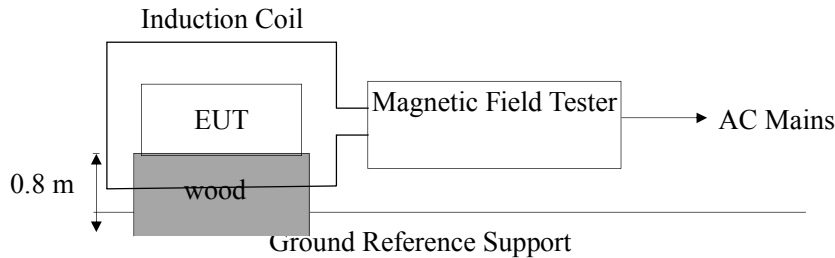 Induction Coil
EUT
Magnetic Field Tester
AC Mains
0.8 m
wood
Ground Reference Support